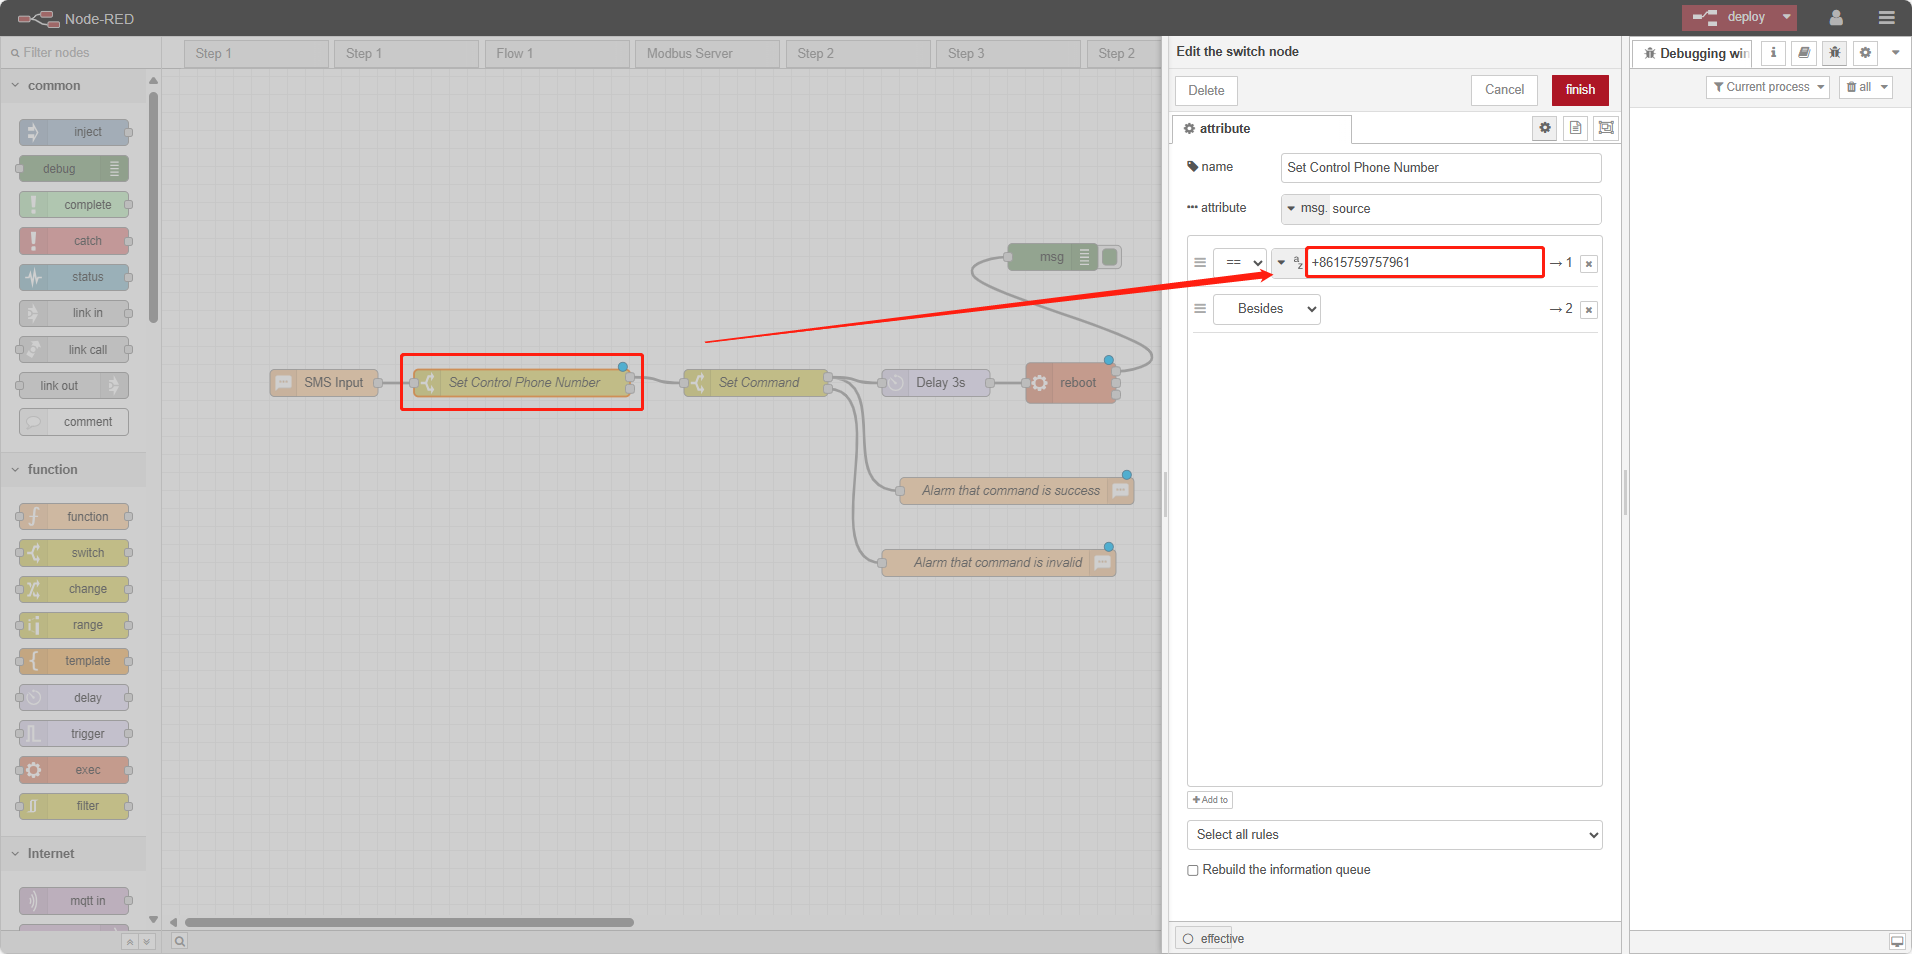 Node-RED
deploy
Filter nodes
Step 1
Step 1
Flow 1
Modbus Server
Step 2
Step 3
Step 2
common
inject
debug
complete
catch
status
link in
link call
link out
comment
function
function
switch
change
range
template
delay
trigger
exec
filter
Internet
mqtt in
msg
SMS Input
Set Control Phone Number
Set Command
Delay 3s
reboot
Alarm that command is success
Alarm that command is invalid
Edit the switch node
Delete
Cancel
finish
attribute
name
Set Control Phone Number
attribute
msg. source
== az +8615759757961 → 1
Besides → 2
Add to
Select all rules
Rebuild the information queue
effective
Debugging win
Current process
all